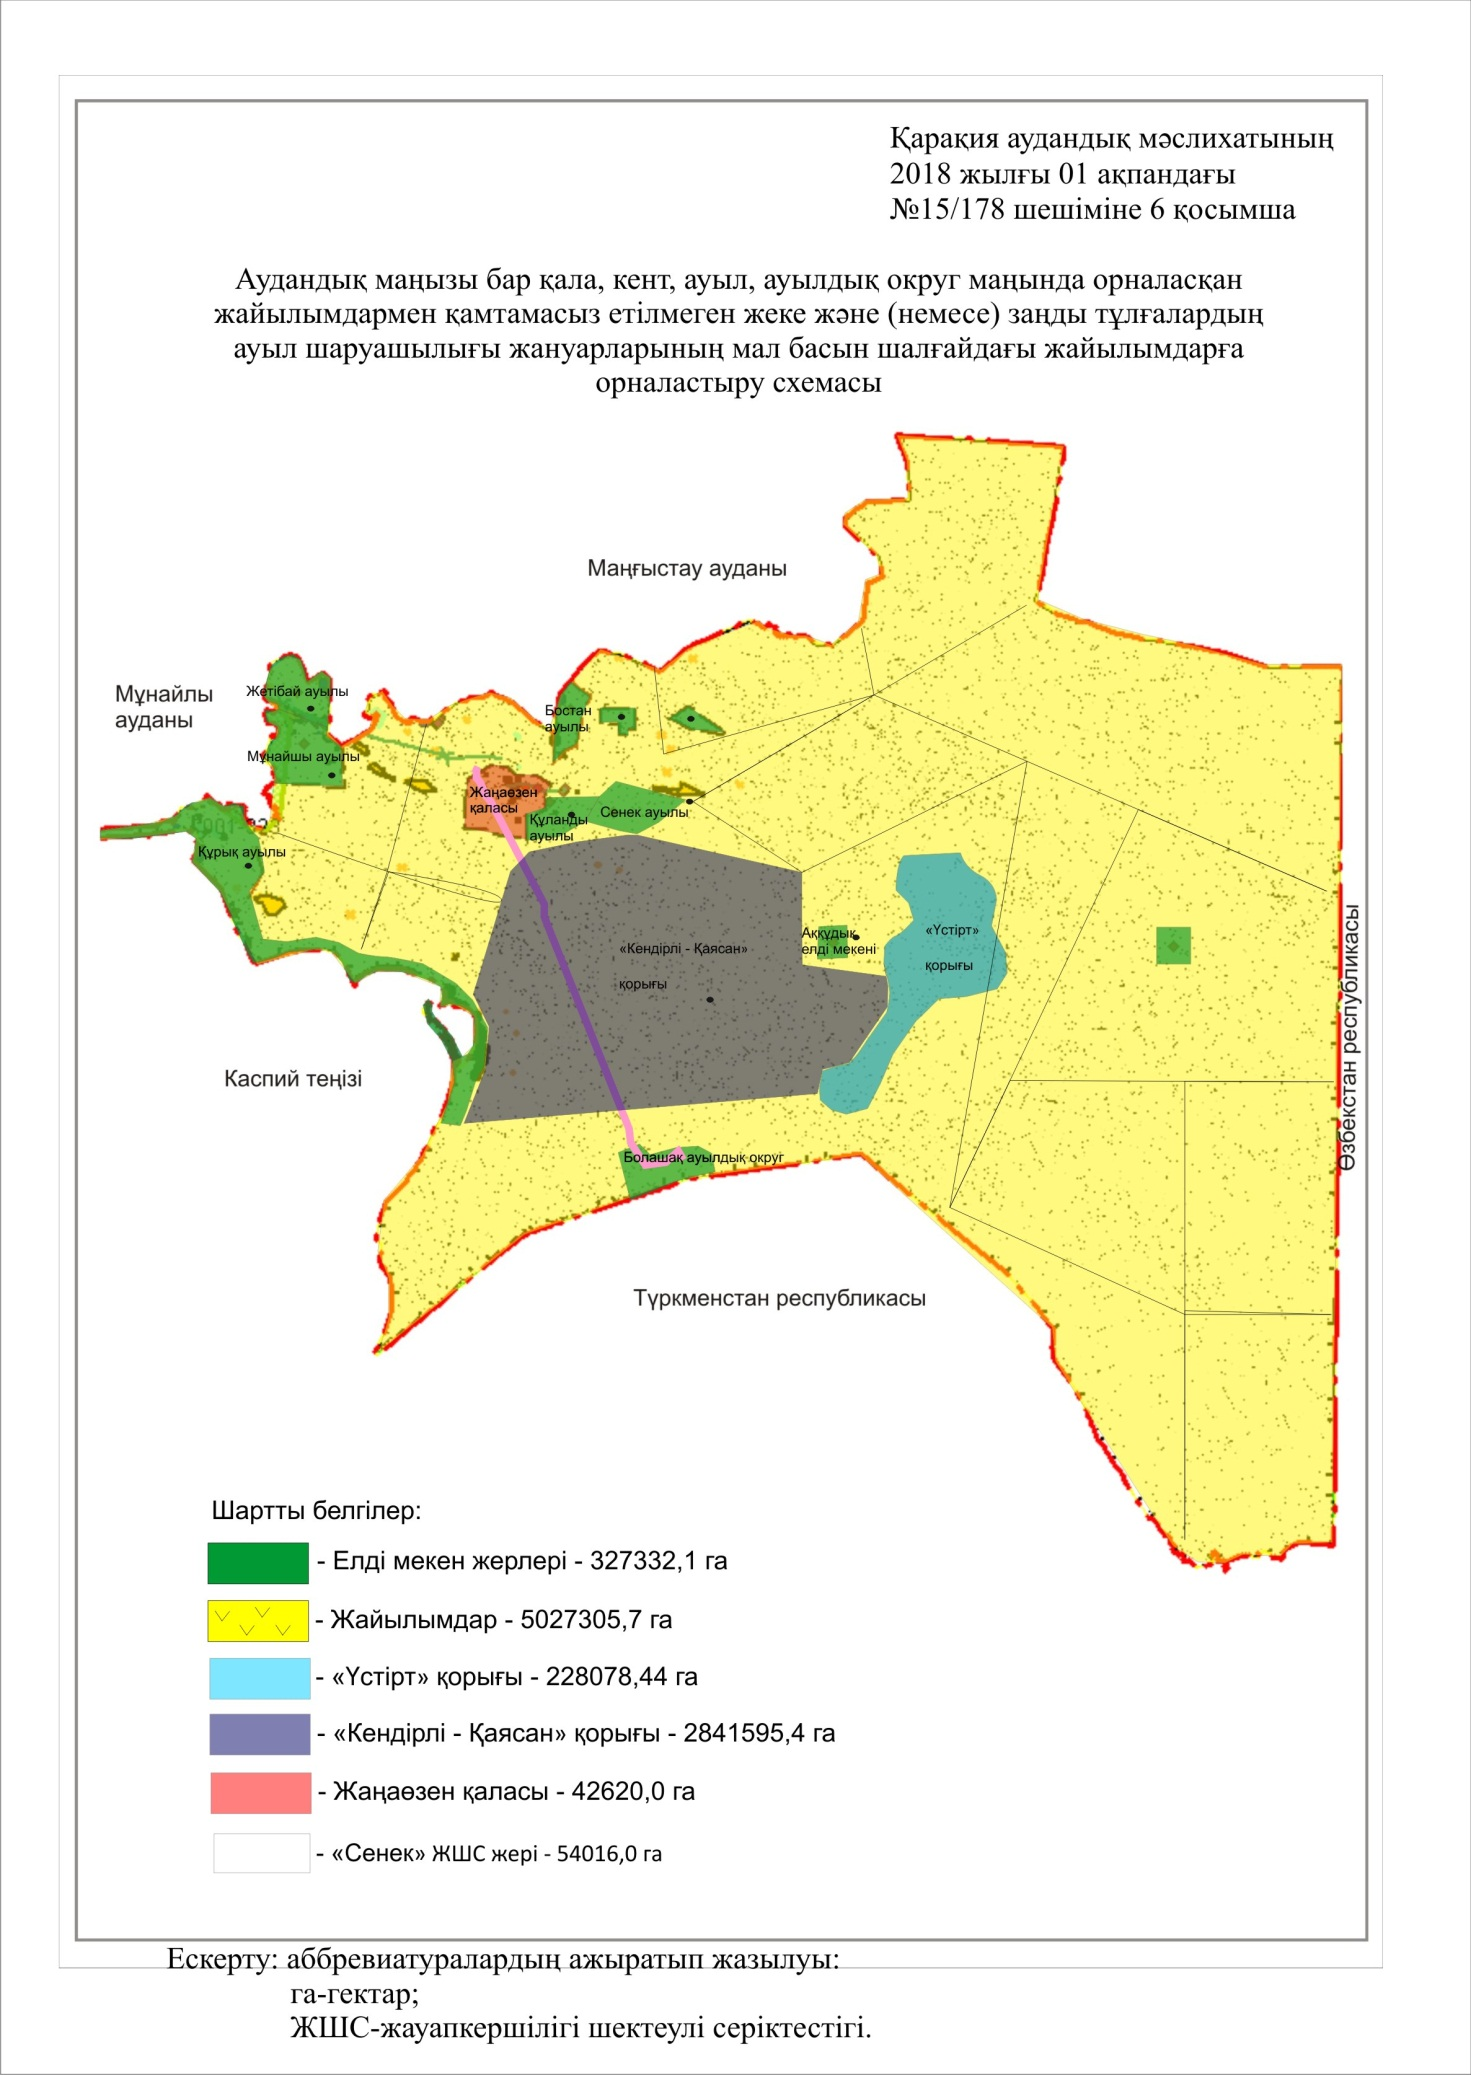 Қарақия аудандық мәслихатының
2018 жылғы 01 ақпандағы
№15/178 шешіміне 6 қосымша
Аудандық маңызы бар қала, кент, ауыл, ауылдық округ маңында орналасқан
жайылымдармен қамтамасыз етілмеген жеке және (немесе) заңды тұлғалардың
ауыл шаруашылығы жануарларының мал басын шалғайдағы жайылымдарға
орналастыру схемасы
Маңғыстау ауданы
Мұнайлы
ауданы
Жетібай ауылы
Мұнайшы ауылы
Бостан
ауылы
Жаңаөзен
қаласы
Сенек ауылы
Құланды
ауылы
Құрық ауылы
«Кендірлі - Қаясан»
қорығы
Аққұдық
елді мекені
«Үстірт»
қорығы
Өзбекстан республикасы
Каспий теңізі
Болашақ ауылдық округ
Түркменстан республикасы
Шартты белгілер:
- Елді мекен жерлері - 327332,1 га
- Жайылымдар - 5027305,7 га
- «Үстірт» қорығы - 228078,44 га
- «Кендірлі - Қаясан» қорығы - 2841595,4 га
- Жаңаөзен қаласы - 42620,0 га
- «Сенек» ЖШС жері - 54016,0 га
Ескерту: аббревиатуралардың ажыратып жазылуы:
га-гектар;
ЖШС-жауапкершілігі шектеулі серіктестігі.